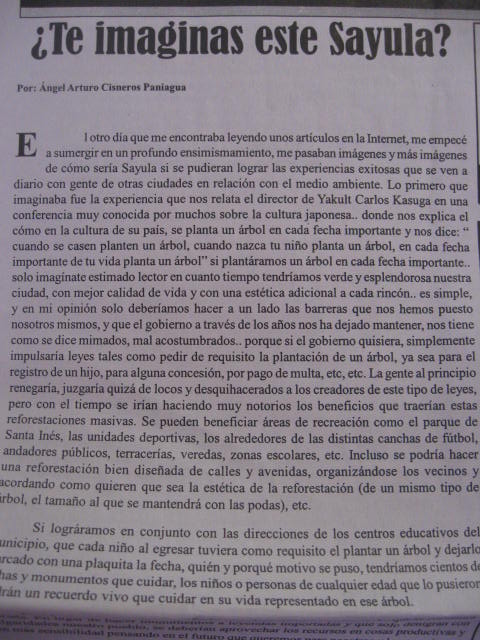 ¿Te imaginas este Sayula?
Por: Ángel Arturo Cisneros Paniagua
El otro día que me encontraba leyendo unos artículos en la Internet, me empecé
a sumergir en un profundo ensimismamiento, me pasaban imágenes y más imágenes
de cómo sería Sayula si se pudieran lograr las experiencias exitosas que se ven a
diario con gente de otras ciudades en relación con el medio ambiente. Lo primero que
imaginaba fue la experiencia que nos relata el director de Yakult Carlos Kasuga en una
conferencia muy conocida por muchos sobre la cultura japonesa.. donde nos explica el
cómo en la cultura de su país, se planta un árbol en cada fecha importante y nos dice: “
cuando se casen planten un árbol, cuando nazca tu niño planta un árbol, en cada fecha
importante de tu vida planta un árbol” si plantáramos un árbol en cada fecha importante..
solo imagínate estimado lector en cuanto tiempo tendríamos verde y esplendorosa nuestra
ciudad, con mejor calidad de vida y con una estética adicional a cada rincón.. es simple,
y en mi opinión solo deberíamos hacer a un lado las barreras que nos hemos puesto
nosotros mismos, y que el gobierno a través de los años nos ha dejado mantener, nos tiene
como se dice mimados, mal acostumbrados.. porque si el gobierno quisiera, simplemente
impulsaría leyes tales como pedir de requisito la plantación de un árbol, ya sea para el
registro de un hijo, para alguna concesión, por pago de multa, etc, etc. La gente al principio
renegaría, juzgaría quizá de locos y desquihacerados a los creadores de este tipo de leyes,
pero con el tiempo se irían haciendo muy notorios los beneficios que traerían estas
reforestaciones masivas. Se pueden beneficiar áreas de recreación como el parque de
Santa Inés, las unidades deportivas, los alrededores de las distintas canchas de fútbol,
andadores públicos, terracerías, veredas, zonas escolares, etc. Incluso se podría hacer
una reforestación bien diseñada de calles y avenidas, organizándose los vecinos y
acordando como quieren que sea la estética de la reforestación (de un mismo tipo de
árbol, el tamaño al que se mantendrá con las podas), etc.
Si lográramos en conjunto con las direcciones de los centros educativos del
municipio, que cada niño al egresar tuviera como requisito el plantar un árbol y dejarlo
arcado con una plaquita la fecha, quién y porqué motivo se puso, tendríamos cientos de
has y monumentos que cuidar, los niños o personas de cualquier edad que lo pusieron
drán un recuerdo vivo que cuidar en su vida representado en ese árbol.